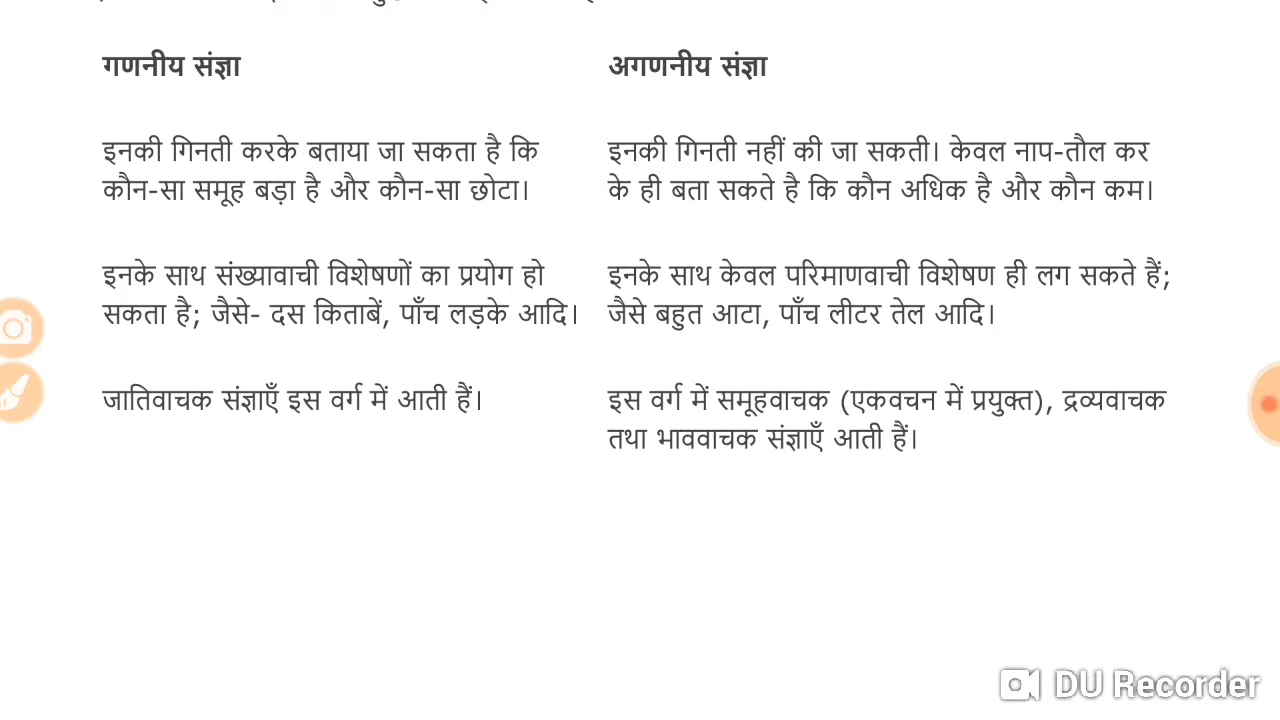 गणनीय संज्ञा
अगणनीय संज्ञा
इनकी गिनती करके बताया जा सकता है कि
कौन-सा समूह बड़ा है और कौन-सा छोटा।
इनकी गिनती नहीं की जा सकती। केवल नाप-तौल कर
के ही बता सकते है कि कौन अधिक है और कौन कम।
इनके साथ संख्यावाची विशेषणों का प्रयोग हो
सकता है; जैसे- दस किताबें, पाँच लड़के आदि।
इनके साथ केवल परिमाणवाची विशेषण ही लग सकते हैं;
जैसे बहुत आटा, पाँच लीटर तेल आदि।
जातिवाचक संज्ञाएँ इस वर्ग में आती हैं।
इस वर्ग में समूहवाचक (एकवचन में प्रयुक्त), द्रव्यवाचक
तथा भाववाचक संज्ञाएँ आती हैं।
DU Recorder